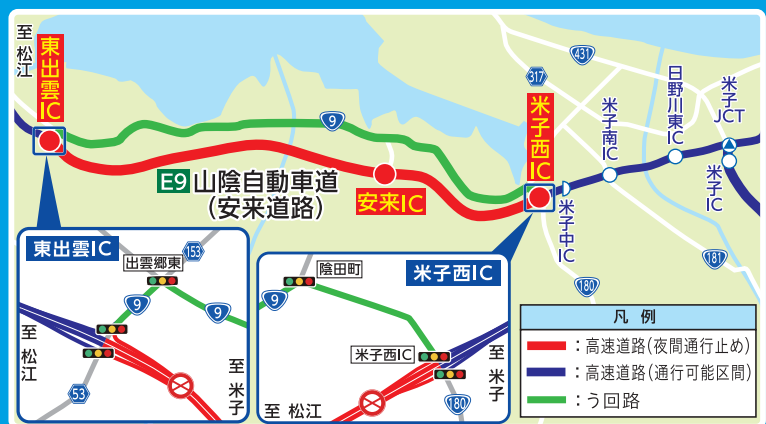 至
松江
東出雲IC
9
E9 山陰自動車道
(安来道路)
安来IC
431
317
米子西IC
米子中IC
米子南IC
日野川東IC
米子
JCT
米子IC
181
180
東出雲IC
出雲郷東
153
9
9
至
松江
53
至
米子
米子西IC
陰田町
9
米子西IC
至
米子
180
至 松江
凡例
:高速道路(夜間通行止め)
:高速道路(通行可能区間)
:う回路